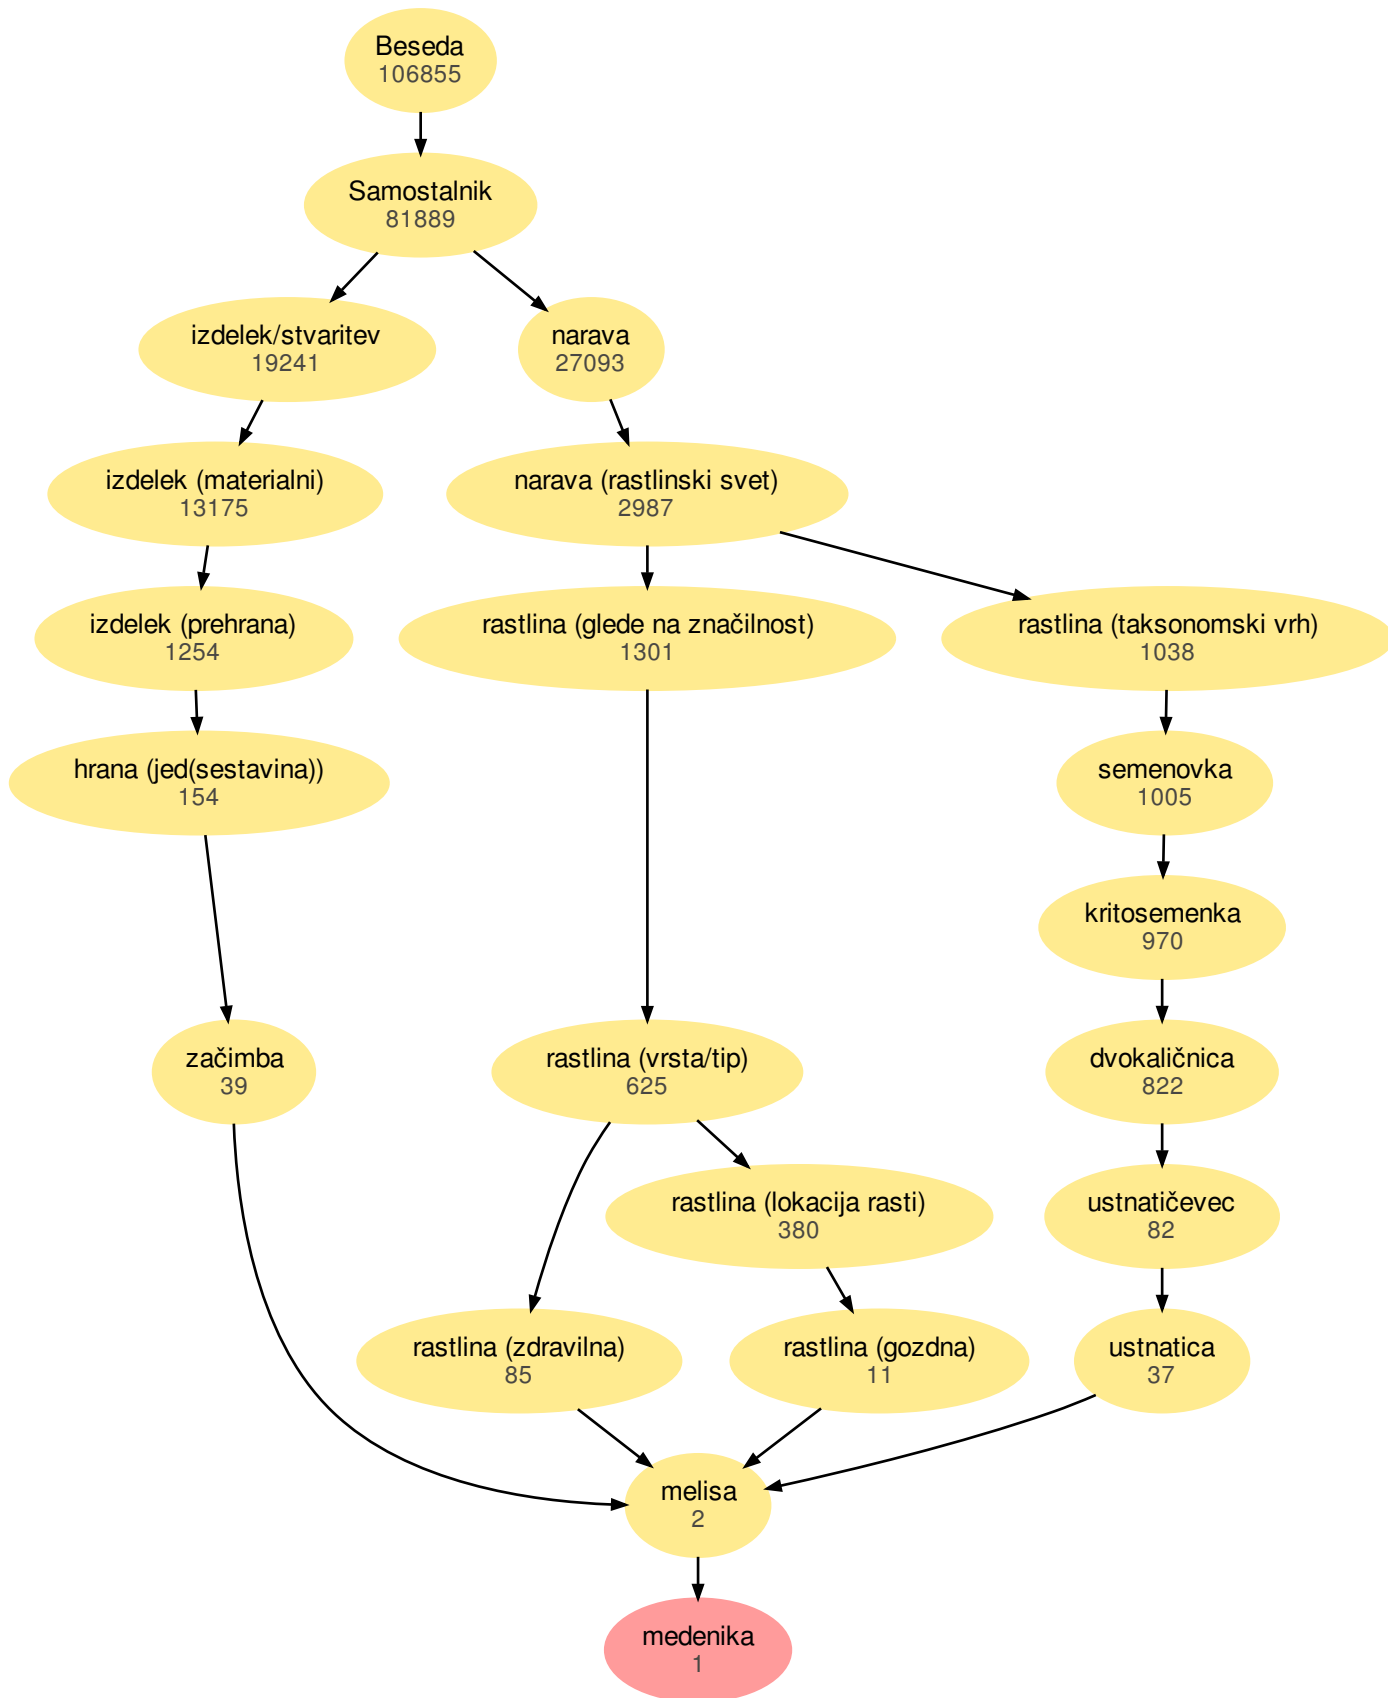 Beseda
106855
Samostalnik
81889
izdelek/stvaritev
19241
narava
27093
izdelek (materialni)
13175
narava (rastlinski svet)
2987
izdelek (prehrana)
1254
rastlina (glede na značilnost)
1301
rastlina (taksonomski vrh)
1038
hrana (jed(sestavina))
154
semenovka
1005
kritosemenka
970
začimba
39
rastlina (vrsta/tip)
625
dvokaličnica
822
rastlina (lokacija rasti)
380
ustnatičevec
82
rastlina (zdravilna)
85
rastlina (gozdna)
11
ustnatica
37
melisa
2
medenika
1